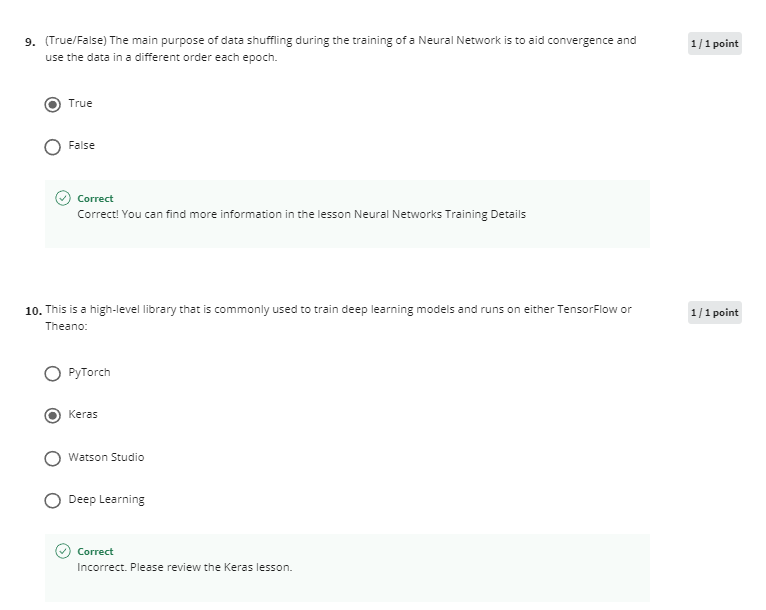 9. (True/False) The main purpose of data shuffling during the training of a Neural Network is to aid convergence and
use the data in a different order each epoch.
1 / 1 point
True
False
Correct
Correct! You can find more information in the lesson Neural Networks Training Details
10. This is a high-level library that is commonly used to train deep learning models and runs on either TensorFlow or
Theano:
1 / 1 point
PyTorch
Keras
Watson Studio
Deep Learning
Correct
Incorrect. Please review the Keras lesson.